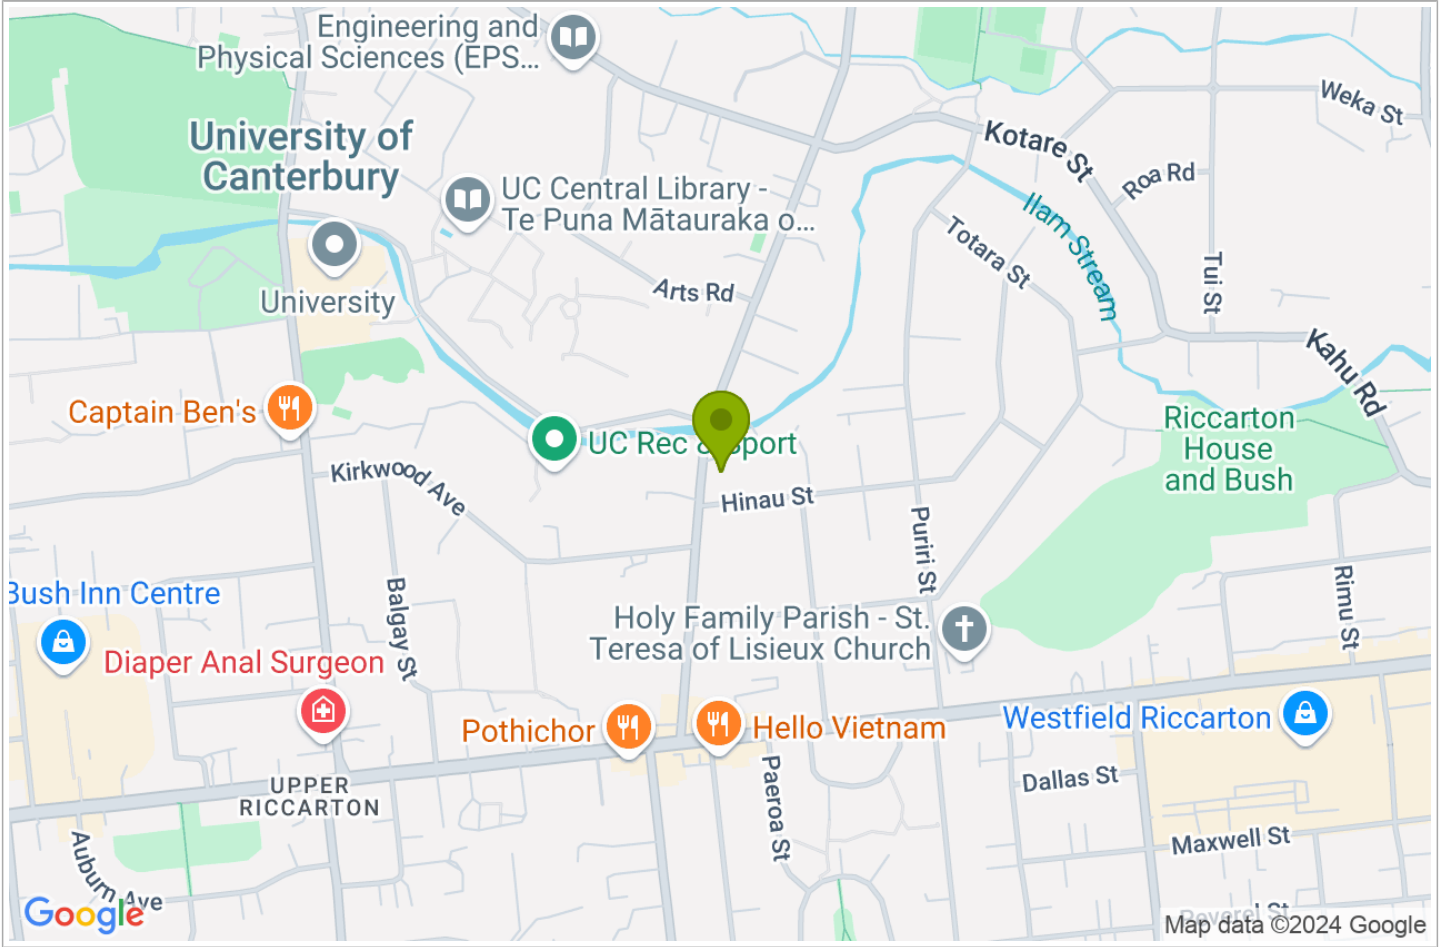 Engineering and
Physical Sciences (EPS...
University of
Canterbury
UC Central Library -
Te Puna Mātauraka o...
University
Arts Rd
Kotare St
Weka St
Roa Rd
Ilam Stream
Totara St
Tui St
Kahu Rd
Captain Ben's
UC Rec & Sport
Riccarton
House
and Bush
Kirkwood Ave
Hinau St
Puriri St
Bush Inn Centre
Balgay St
Rimu St
Holy Family Parish - St.
Teresa of Lisieux Church
Diaper Anal Surgeon
Pothichor
Hello Vietnam
Westfield Riccarton
UPPER
RICCARTON
Paeroa St
Dallas St
Maxwell St
Auburn Ave
Peverel St
Google
Map data ©2024 Google